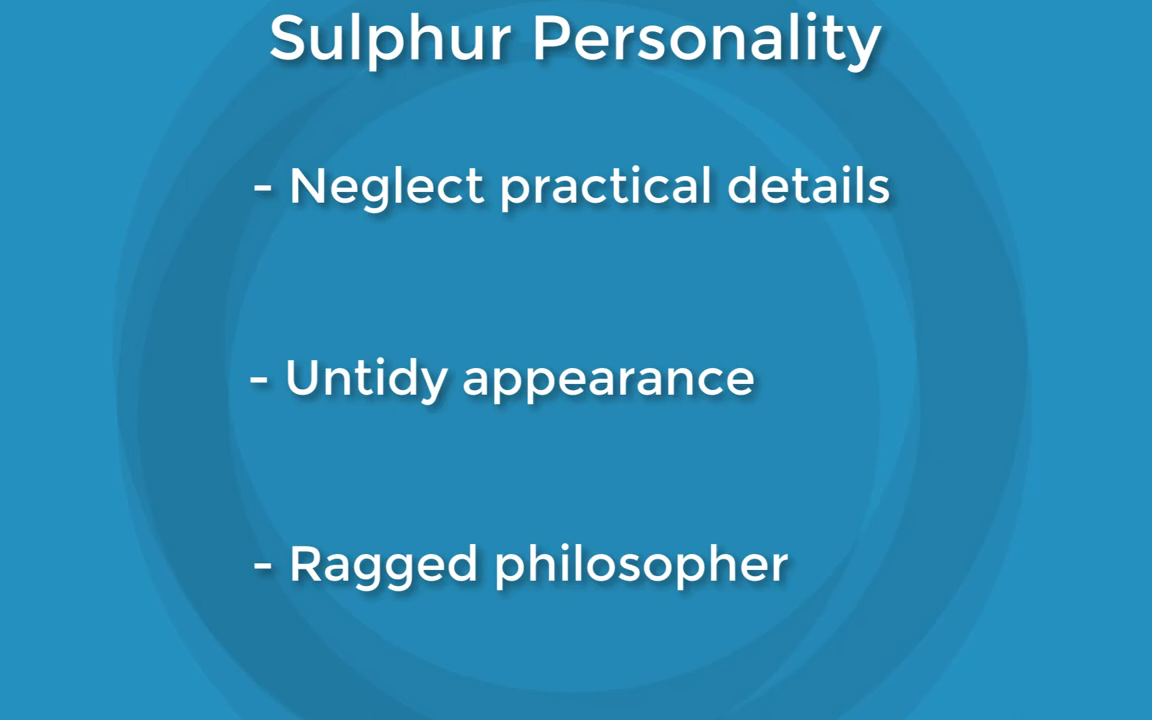 Sulphur Personality
- Neglect practical details
- Untidy appearance
- Ragged philosopher